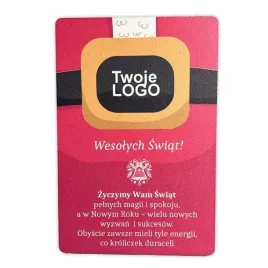 Twoje
LOGO
Wesołych Świąt!
Życzymy Wam Świąt
pełnych magii i spokoju,
a w Nowym Roku – wielu nowych
wyzwań i sukcesów.
Obyście zawsze mieli tyle energii,
co króliczek duracell